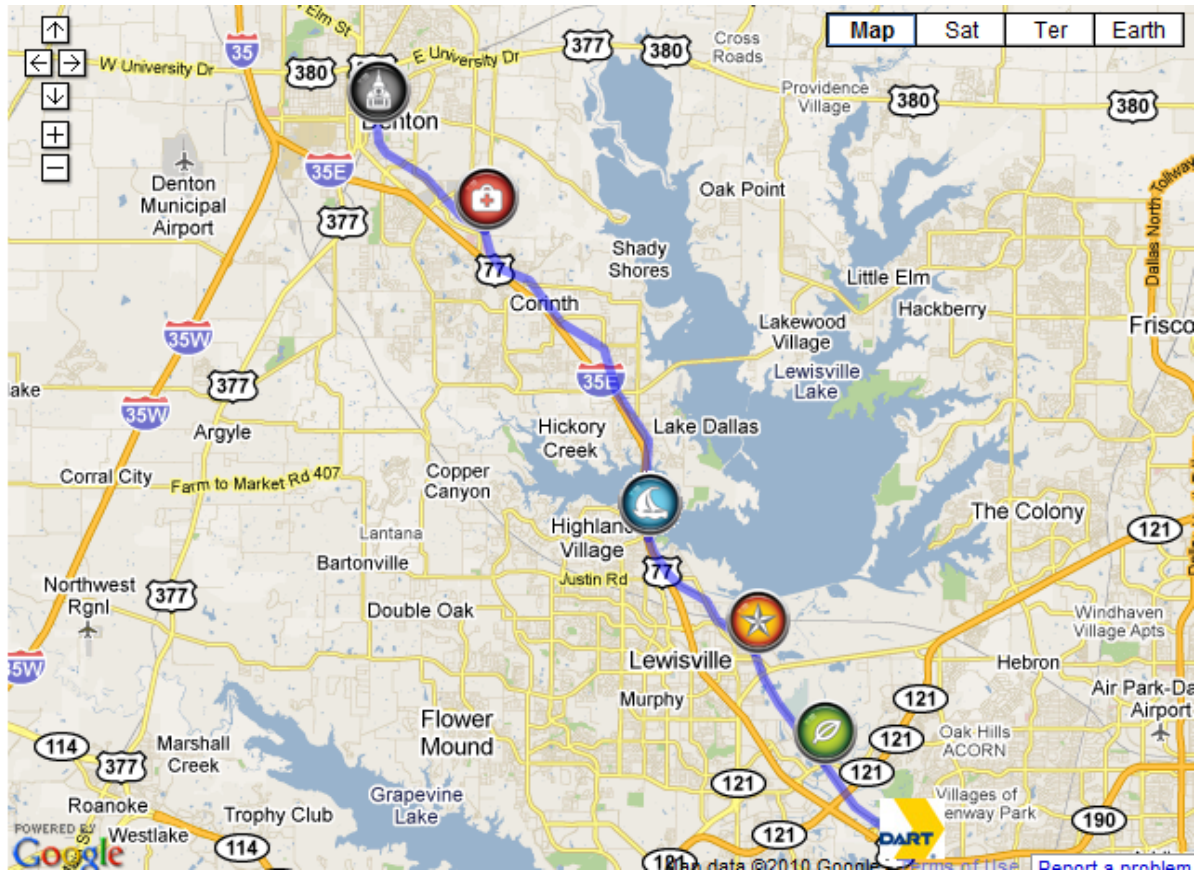 Map
Sat
Ter
Earth
Elm St
377
380
Cross
Roads
35
W University Dr
380
E University Dr
Providence
Village
380
380
Denton
35E
Denton
Municipal
Airport
377
Oak Point
Dallas North Tollway
Shady
Shores
77
Little Elm
Corinth
Hackberry
Lakewood
Village
Frisco
35W
377
35E
Lewisville
Lake
ake
35W
Argyle
Hickory
Creek
Lake Dallas
Corral City
Farm to Market Rd 407
Copper
Canyon
The Colony
121
Lantana
Highland
Village
Bartonville
Justin Rd
77
Northwest
Rgnl
377
Double Oak
Windhaven
Village Apts
35W
Lewisville
Hebron
Murphy
121
Air Park-Da
Airport
Flower
Mound
114
Marshall
Creek
377
121
Oak Hills
ACORN
121
121
Roanoke
Trophy Club
Grapevine
Lake
Villages of
enway Park
POWERED BY
Google
Westlake
114
121
DART
190
121
Map data ©2010 Google
Terms of Use
Report a problem